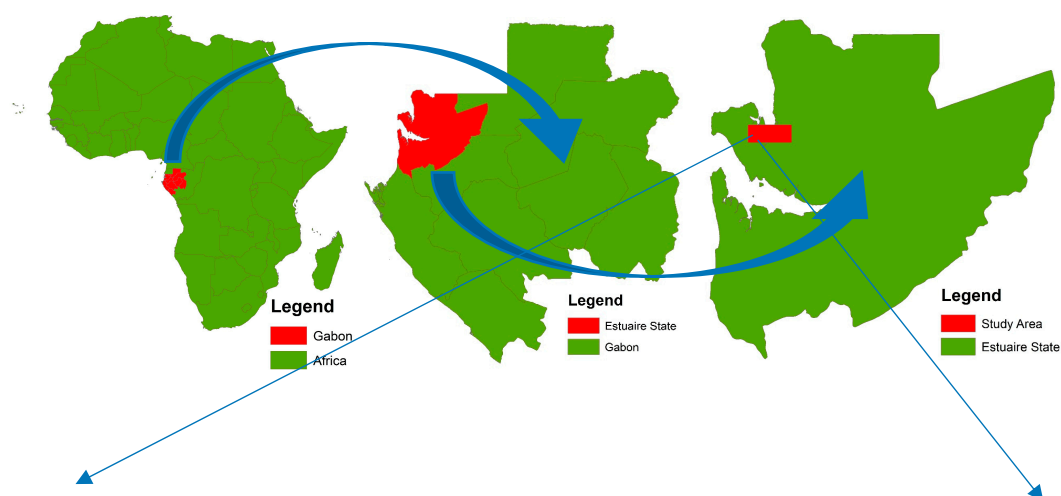 Legend
Gabon
Africa
Legend
Estuaire State
Gabon
Legend
Study Area
Estuaire State